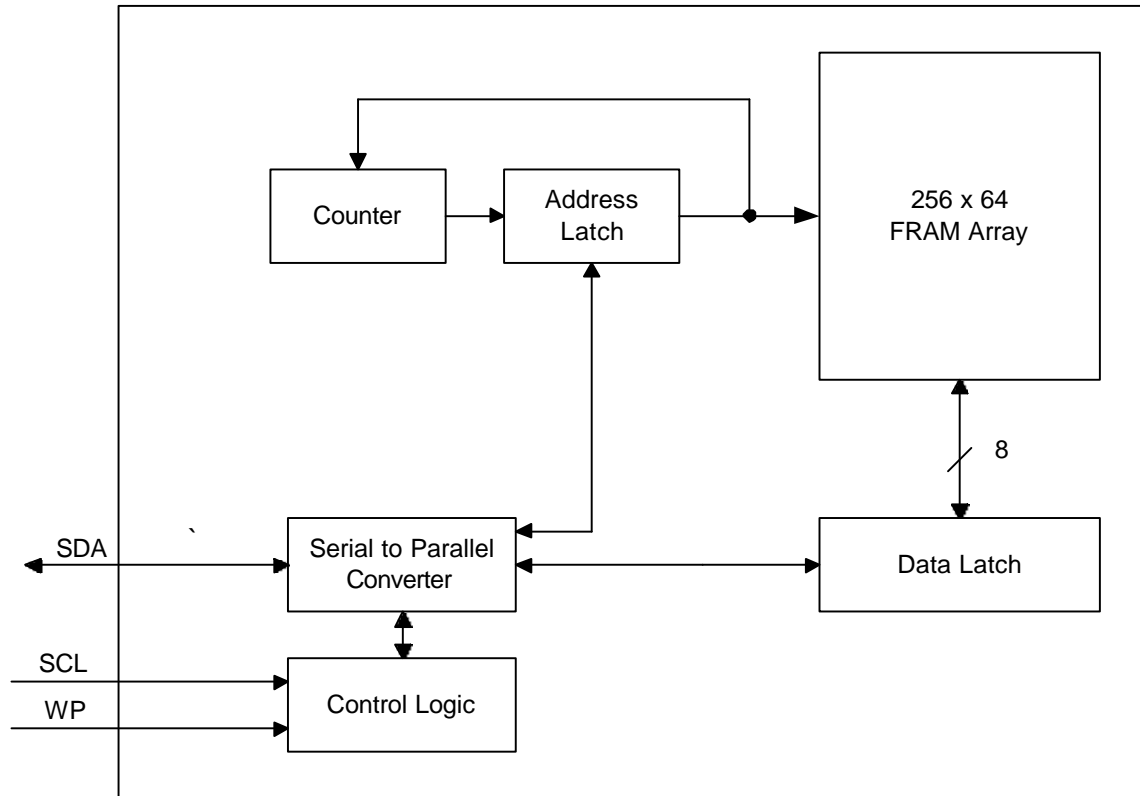 Counter
Address
Latch
256 x 64
FRAM Array
8
SDA
`
Serial to Parallel
Converter
Data Latch
SCL
WP
Control Logic